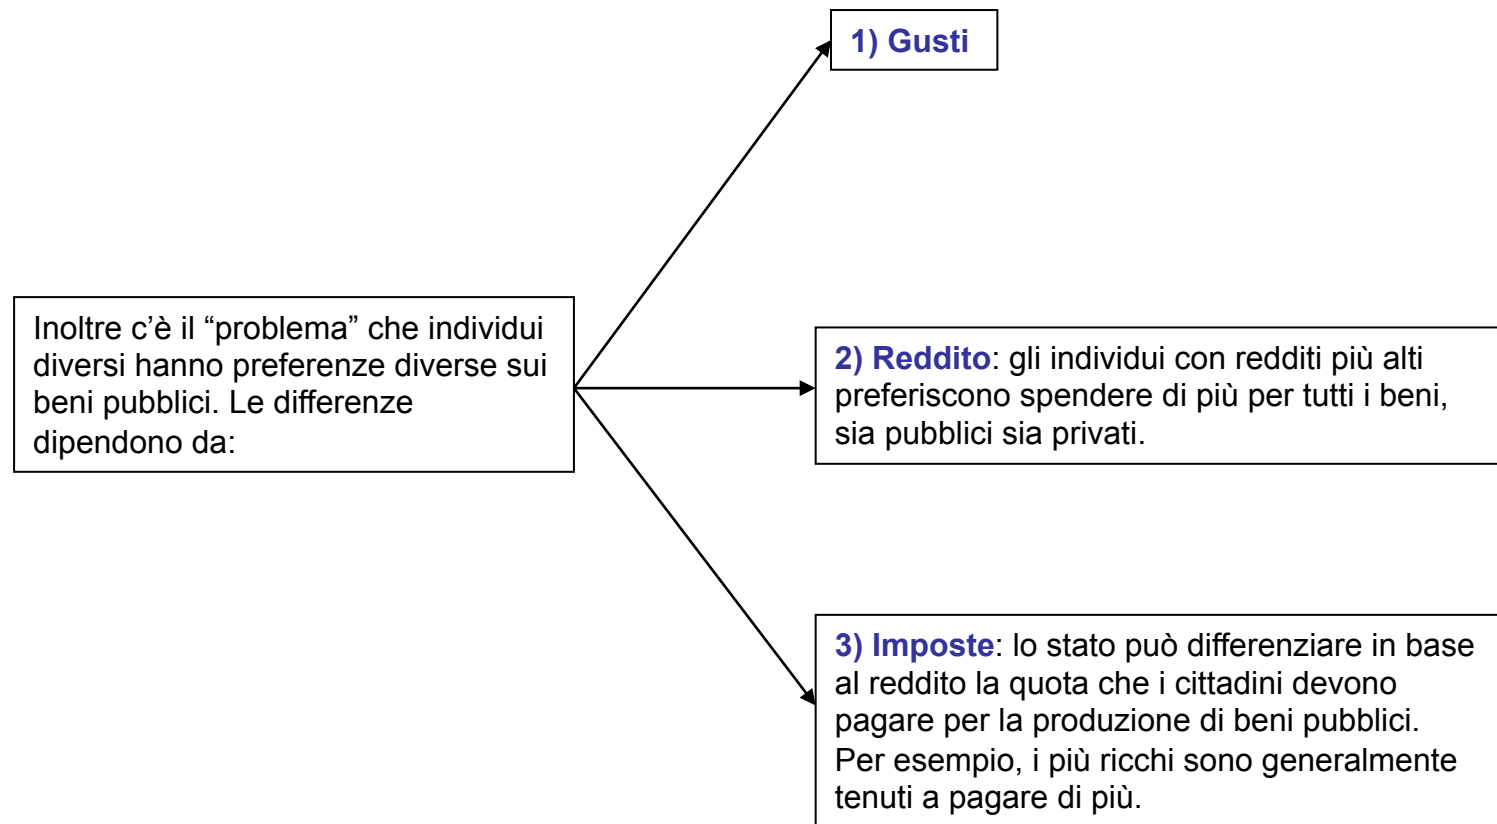 1) Gusti
Inoltre c’è il “problema” che individui
diversi hanno preferenze diverse sui
beni pubblici. Le differenze
dipendono da:
2) Reddito: gli individui con redditi più alti
preferiscono spendere di più per tutti i beni,
sia pubblici sia privati.
3) Imposte: lo stato può differenziare in base
al reddito la quota che i cittadini devono
pagare per la produzione di beni pubblici.
Per esempio, i più ricchi sono generalmente
tenuti a pagare di più.